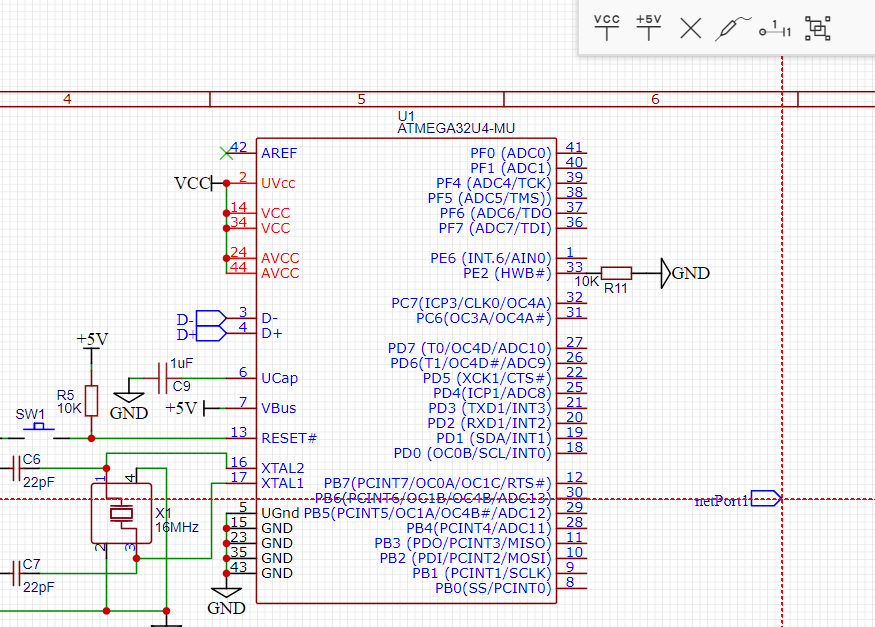 VCC +5V 1
4 5 6
U1
ATMEGA32U4-MU
42 AREF PF0 (ADC0) 41
PF1 (ADC1) 40
VCC 2 UVcc PF4 (ADC4/TCK) 39
PF5 (ADC5/TMS)) 38
14 VCC PF6 (ADC6/TDO 37
34 VCC PF7 (ADC7/TDI) 36
24 AVCC PE6 (INT.6/AIN0) 1
44 AVCC PE2 (HWB#) 33 10K R11 GND
PC7(ICP3/CLK0/OC4A) 32
D- 3 D- PC6(OC3A/OC4A#) 31
D+ 4 D+
+5V
PD7 (T0/OC4D/ADC10) 27
1uF PD6(T1/OC4D#/ADC9) 26
C9 6 UCap PD5 (XCK1/CTS#) 22
R5 PD4(ICP1/ADC8) 25
10K GND +5V 7 VBus PD3 (TXD1/INT3) 21
SW1 PD2 (RXD1/INT2) 20
13 RESET# PD1 (SDA/INT1) 19
PD0 (OC0B/SCL/INT0) 18
C6 16 XTAL2
22pF 1 4 17 XTAL1 PB7(PCINT7/OC0A/OC1C/RTS#) 12
PB6(PCINT6/OC1B/OC4B/ADC13) 30 netPort1
X1 5 UGnd PB5(PCINT5/OC1A/OC4B#/ADC12) 29
16MHz 15 GND PB4(PCINT4/ADC11) 28
2 3 23 GND PB3 (PDO/PCINT3/MISO) 11
C7 35 GND PB2 (PDI/PCINT2/MOSI) 10
22pF 43 GND PB1 (PCINT1/SCLK) 9
PB0(SS/PCINT0) 8
GND